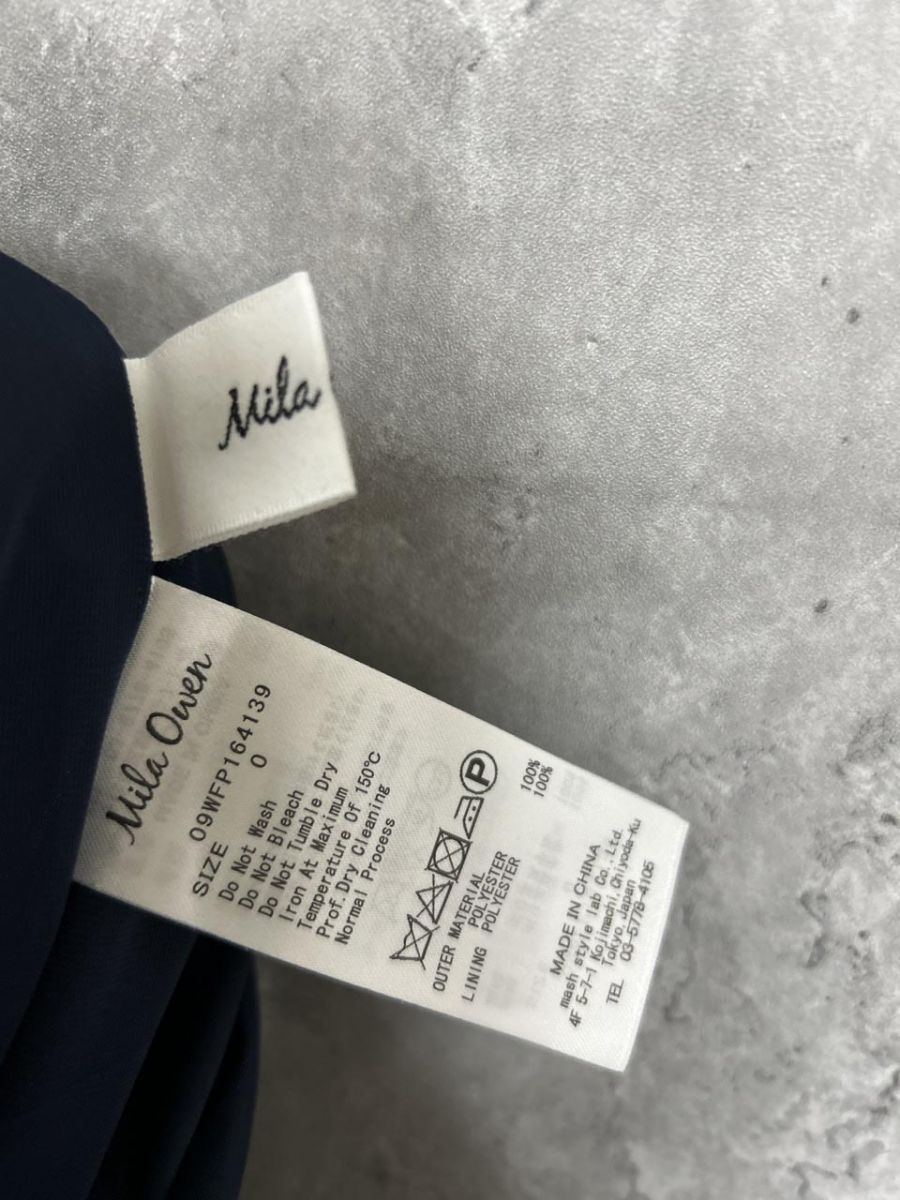 Mila
Mila Owen
09WFP164139
SIZE 0
Do Not Wash
Do Not Bleach
Do Not Tumble Dry
Iron At Maximum
Temperature Of 150℃
Prof.Dry Cleaning
Normal Process
P
OUTER MATERIAL
POLYESTER 100%
LINING POLYESTER 100%
MADE IN CHINA
mash style lab Co.,Ltd.
4F 5-7-1 Kojimachi,Chiyoda-Ku
Tokyo,Japan
TEL 03-5778-4105